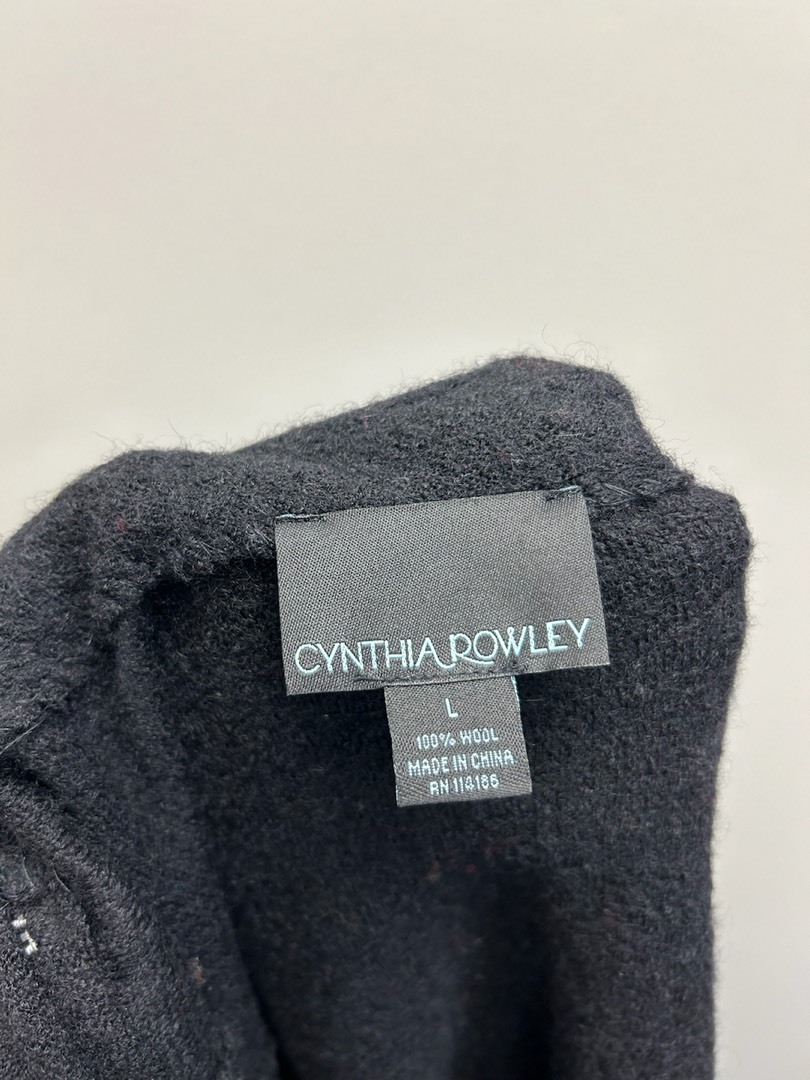 CYNTHIA ROWLEY
L
100% WOOL
MADE IN CHINA
RN 114186